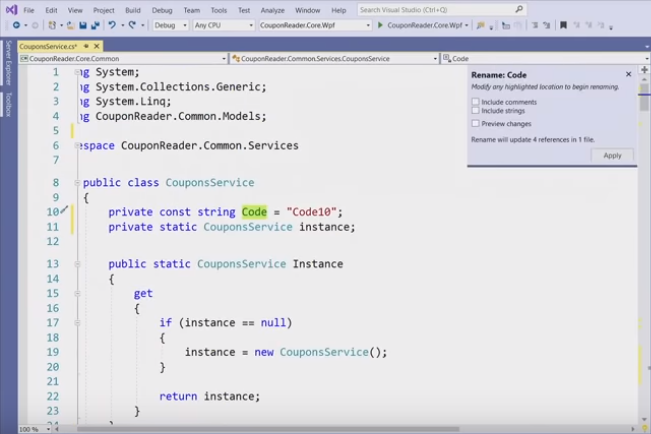 File Edit View Project Build Debug Team Tools Test Analyze Window Help Search Visual Studio (Ctrl+Q)
Debug Any CPU CouponReader.Core.Wpf CouponReader.Core.Wpf
CouponsService.cs*
CouponReader.Core.Common CouponReader.Common.Services.CouponsService Code
Server Explorer
Toolbox
Rename: Code
Modify any highlighted location to begin renaming.
Include comments
Include strings
Preview changes
Rename will update 4 references in 1 file.
Apply
1 ng System;
2 ng System.Collections.Generic;
3 ng System.Linq;
4 ng CouponReader.Common.Models;
5
6 espace CouponReader.Common.Services
7
8 public class CouponsService
9 {
10 private const string Code = "Code10";
11 private static CouponsService instance;
12
13 public static CouponsService Instance
14 {
15 get
16 {
17 if (instance == null)
18 {
19 instance = new CouponsService();
20 }
21
22 return instance;
23 }
24
100 %